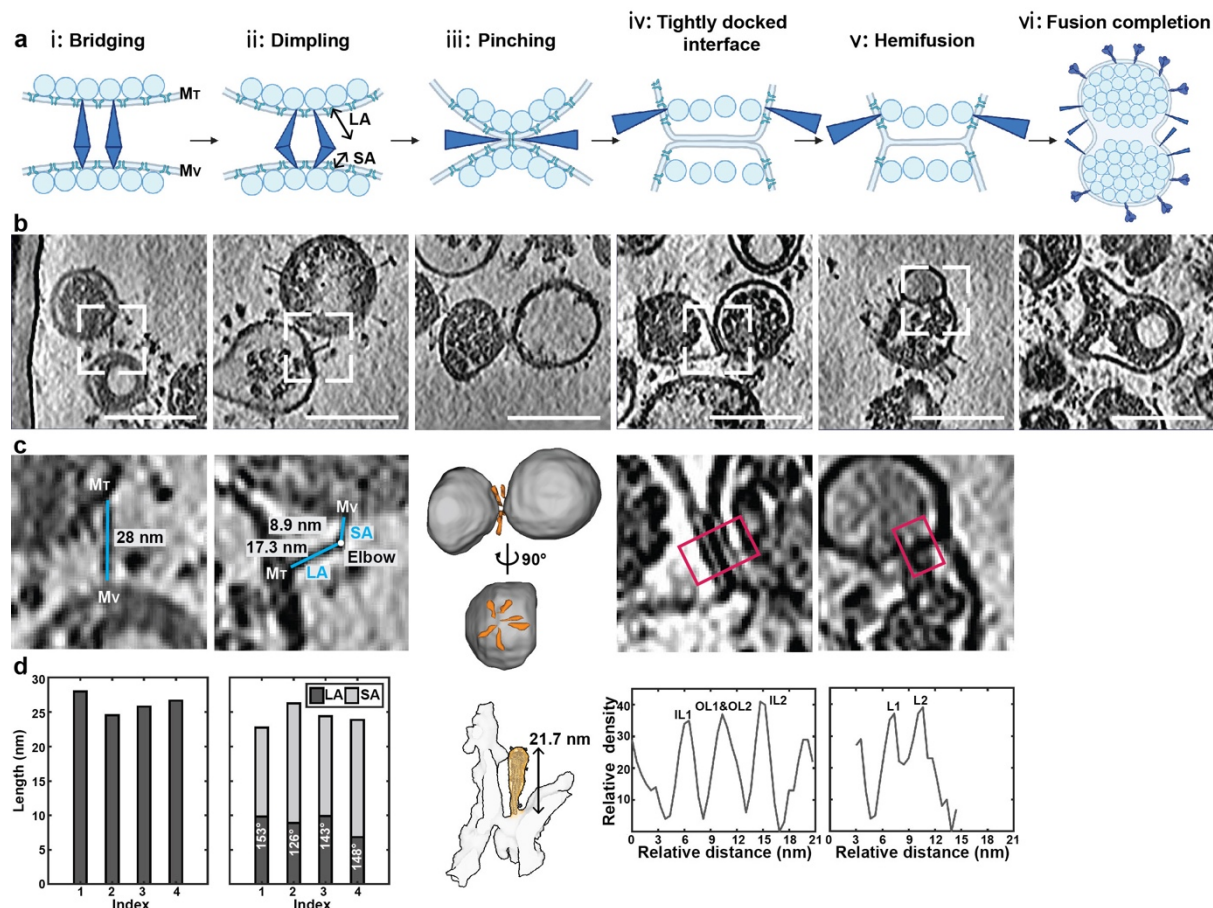 a
i: Bridging
ii: Dimpling
iii: Pinching
iv: Tightly docked
interface
v: Hemifusion
vi: Fusion completion
MT
LA
SA
MV
b
c
MT
28 nm
MV
8.9 nm
MV
SA
17.3 nm
Elbow
MT
LA
90°
d
Length (nm)
30
25
20
15
10
5
0
1 2 3 4
Index
LA SA
153°
126°
143°
148°
1 2 3 4
Index
21.7 nm
Relative density
40
30
20
10
IL1
OL1&OL2
IL2
0 3 6 9 12 15 18 21
Relative distance (nm)
L1
L2
0 3 6 9 12 15 18 21
Relative distance (nm)